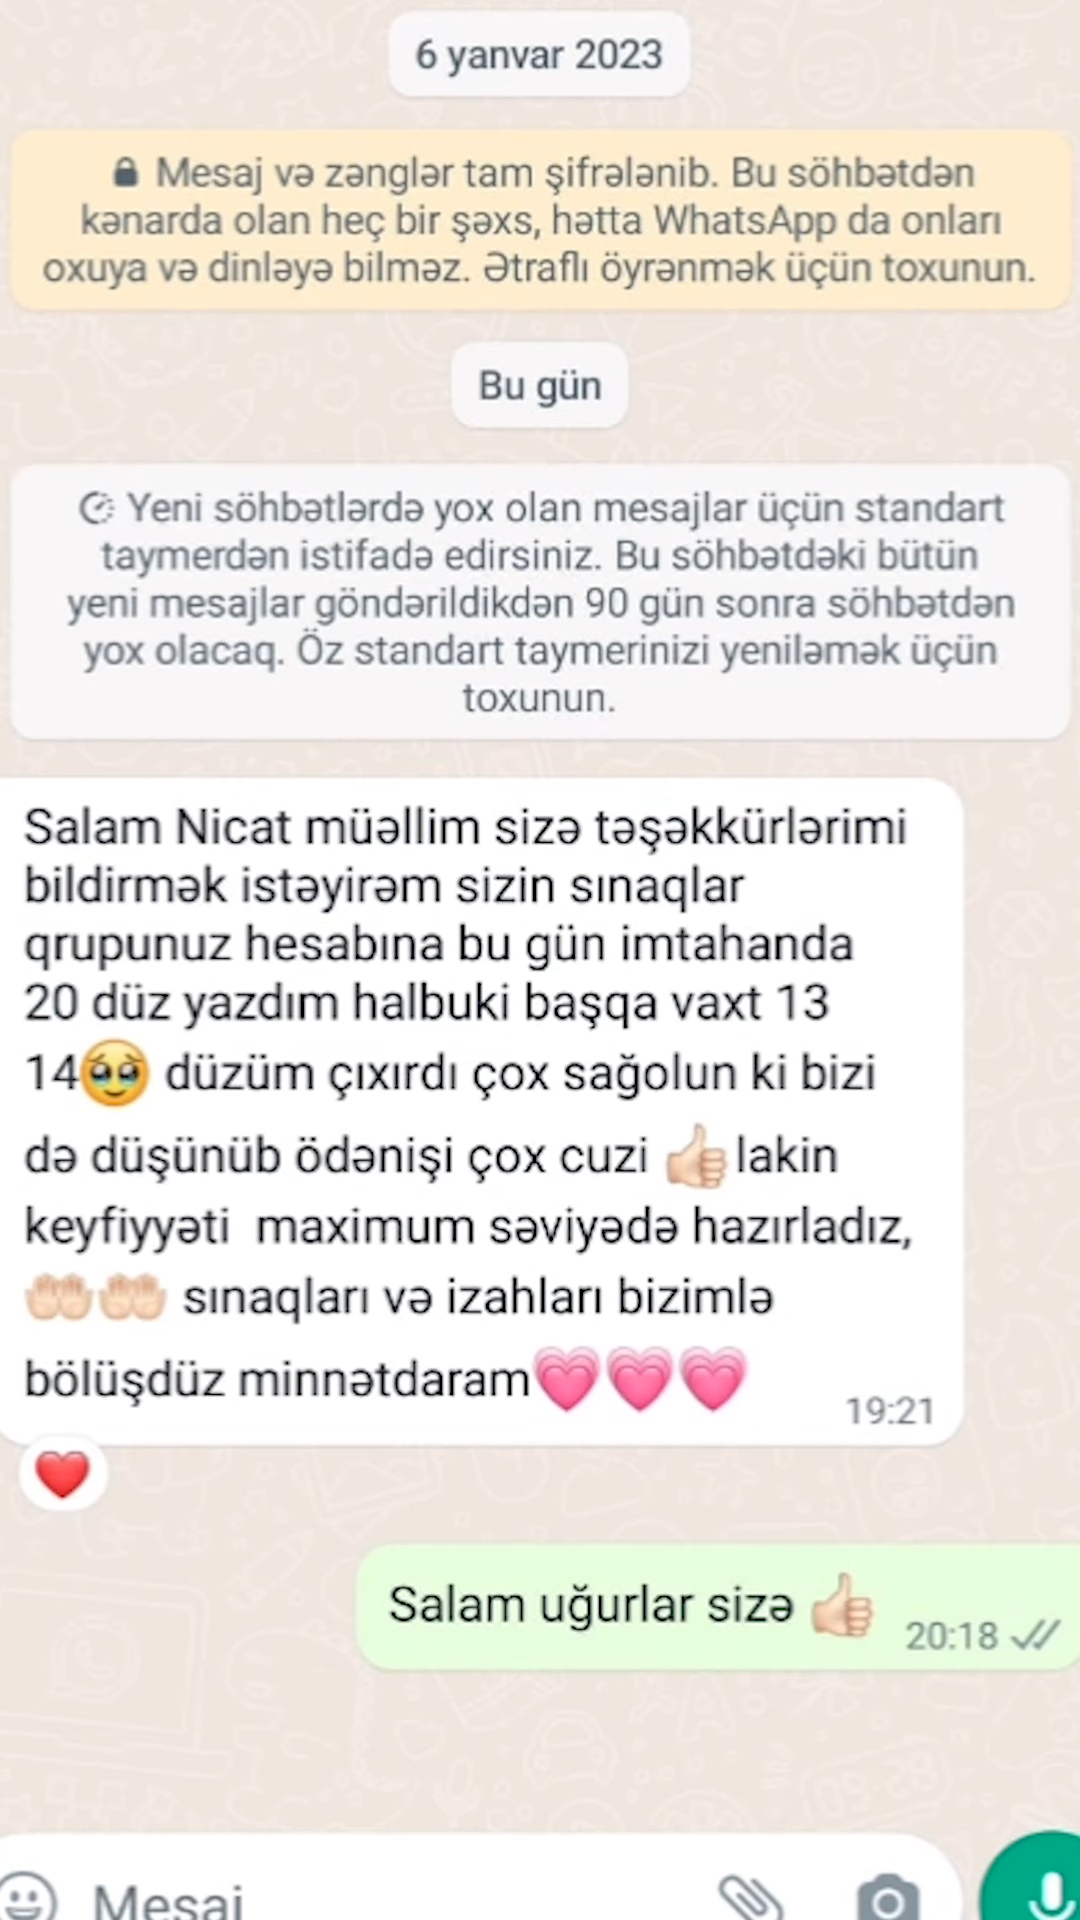 6 yanvar 2023
Mesaj və zənglər tam şifrələnib. Bu söhbətdən
kənarda olan heç bir şəxs, hətta WhatsApp da onları
oxuya və dinləyə bilməz. Ətraflı öyrənmək üçün toxunun.
Bu gün
Yeni söhbətlərdə yox olan mesajlar üçün standart
taymerdən istifadə edirsiniz. Bu söhbətdəki bütün
yeni mesajlar göndərildikdən 90 gün sonra söhbətdən
yox olacaq. Öz standart taymerinizi yeniləmək üçün
toxunun.
Salam Nicat müəllim sizə təşəkkürlərimi
bildirmək istəyirəm sizin sınaqlar
qrupunuz hesabına bu gün imtahanda
20 düz yazdım halbuki başqa vaxt 13
14🥹 düzüm çıxırdı çox sağolun ki bizi
də düşünüb ödənişi çox cuzi 👍🏻 lakin
keyfiyyəti  maximum səviyədə hazırladız,
🤲🏻🤲🏻 sınaqları və izahları bizimlə
bölüşdüz minnətdaram💗💗💗
19:21
❤️
Salam uğurlar sizə 👍🏻
20:18
Mesaj